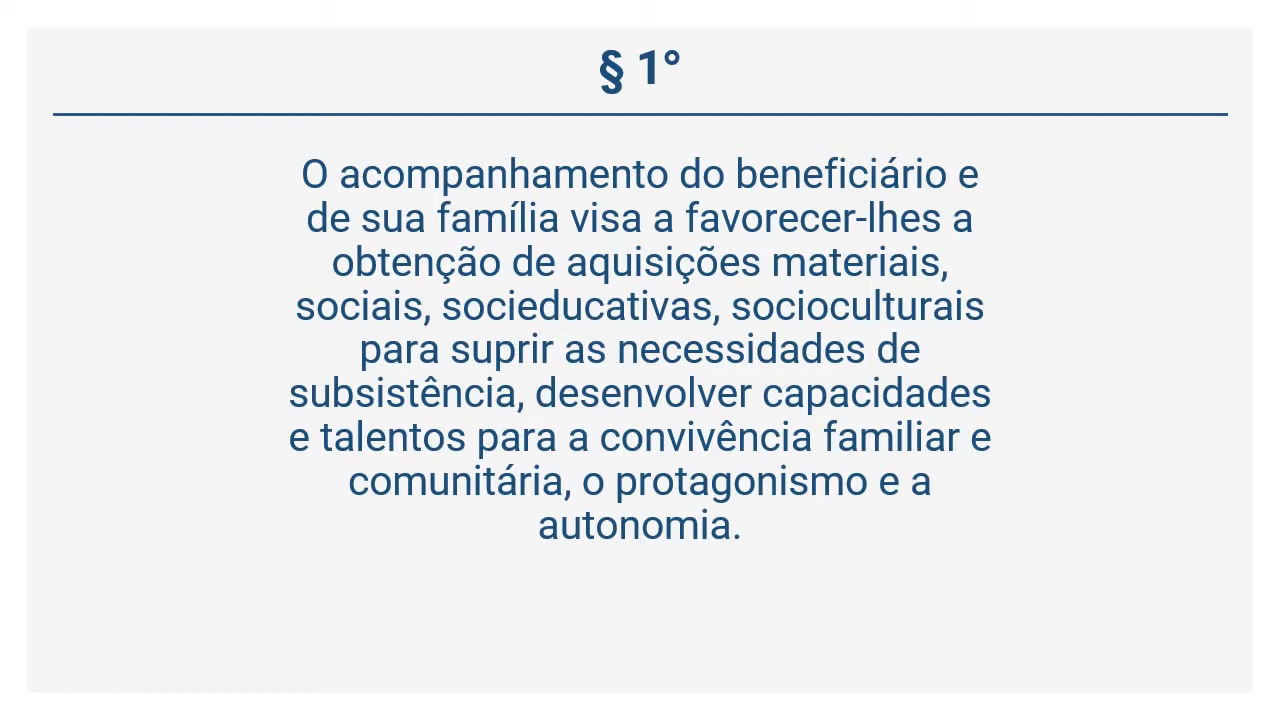 § 1°
O acompanhamento do beneficiário e
de sua família visa a favorecer-lhes a
obtenção de aquisições materiais,
sociais, socieducativas, socioculturais
para suprir as necessidades de
subsistência, desenvolver capacidades
e talentos para a convivência familiar e
comunitária, o protagonismo e a
autonomia.